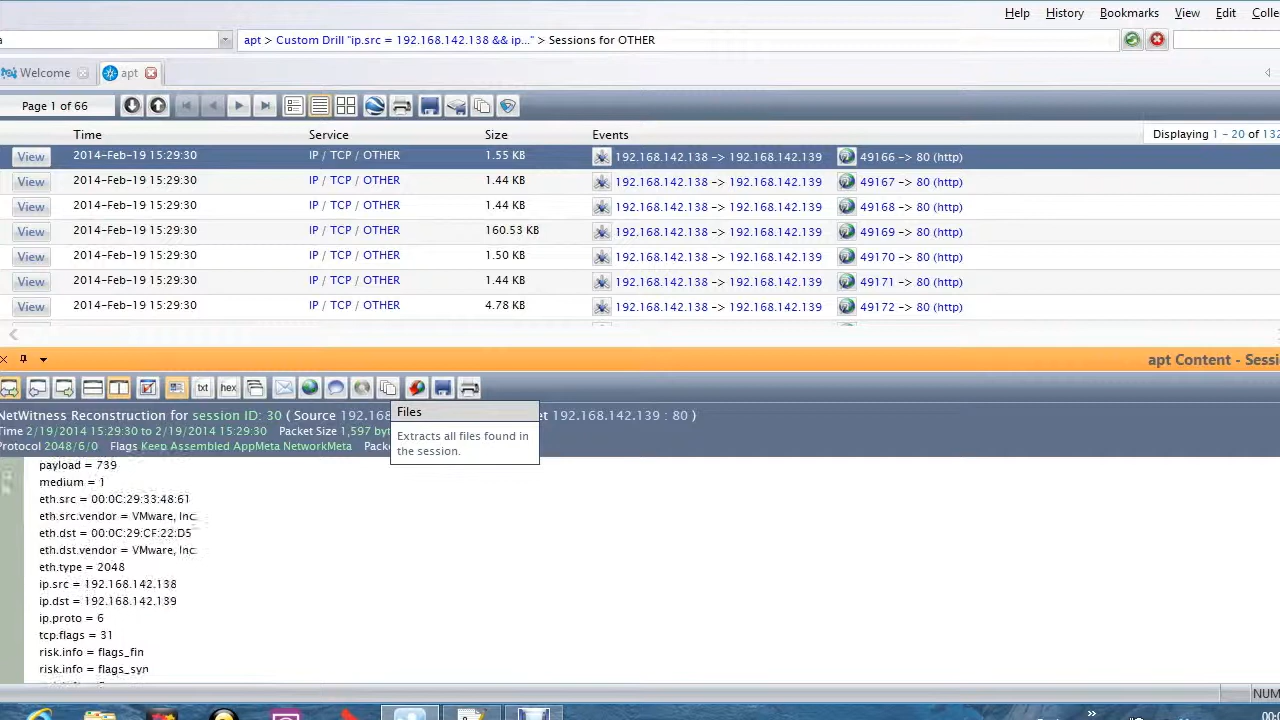 Help History Bookmarks View Edit Colle
a apt > Custom Drill "ip.src = 192.168.142.138 && ip..." > Sessions for OTHER
Welcome apt
Page 1 of 66
Time Service Size Events Displaying 1 - 20 of 132
View 2014-Feb-19 15:29:30 IP / TCP / OTHER 1.55 KB 192.168.142.138 -> 192.168.142.139 49166 -> 80 (http)
View 2014-Feb-19 15:29:30 IP / TCP / OTHER 1.44 KB 192.168.142.138 -> 192.168.142.139 49167 -> 80 (http)
View 2014-Feb-19 15:29:30 IP / TCP / OTHER 1.44 KB 192.168.142.138 -> 192.168.142.139 49168 -> 80 (http)
View 2014-Feb-19 15:29:30 IP / TCP / OTHER 160.53 KB 192.168.142.138 -> 192.168.142.139 49169 -> 80 (http)
View 2014-Feb-19 15:29:30 IP / TCP / OTHER 1.50 KB 192.168.142.138 -> 192.168.142.139 49170 -> 80 (http)
View 2014-Feb-19 15:29:30 IP / TCP / OTHER 1.44 KB 192.168.142.138 -> 192.168.142.139 49171 -> 80 (http)
View 2014-Feb-19 15:29:30 IP / TCP / OTHER 4.78 KB 192.168.142.138 -> 192.168.142.139 49172 -> 80 (http)
apt Content - Sessi
txt hex
NetWitness Reconstruction for session ID: 30 ( Source 192.168 et 192.168.142.139 : 80 )
Time 2/19/2014 15:29:30 to 2/19/2014 15:29:30 Packet Size 1,597 byt
Protocol 2048/6/0 Flags Keep Assembled AppMeta NetworkMeta Packe
Files
Extracts all files found in
the session.
payload = 739
medium = 1
eth.src = 00:0C:29:33:48:61
eth.src.vendor = VMware, Inc.
eth.dst = 00:0C:29:CF:22:D5
eth.dst.vendor = VMware, Inc.
eth.type = 2048
ip.src = 192.168.142.138
ip.dst = 192.168.142.139
ip.proto = 6
tcp.flags = 31
risk.info = flags_fin
risk.info = flags_syn
NUM